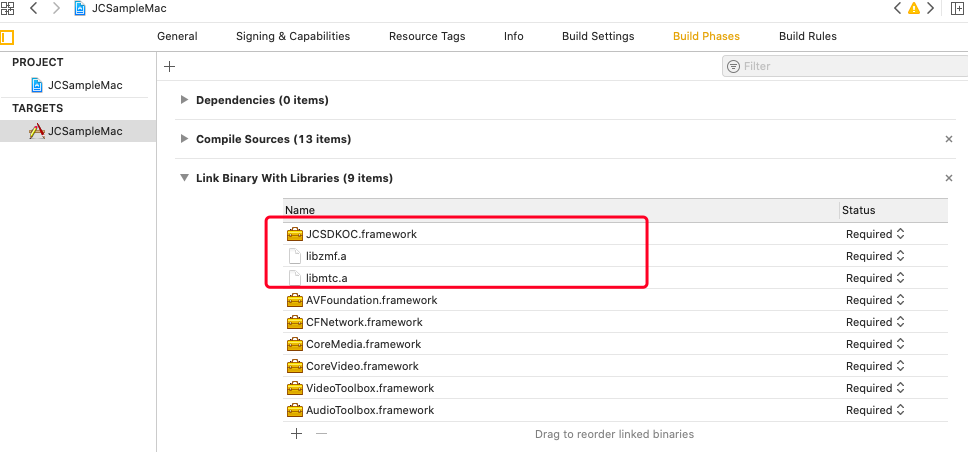 JCSampleMac
General Signing & Capabilities Resource Tags Info Build Settings Build Phases Build Rules
PROJECT
JCSampleMac
TARGETS
JCSampleMac
Filter
Dependencies (0 items)
Compile Sources (13 items)
Link Binary With Libraries (9 items)
Name Status
JCSDKOC.framework Required
libzmf.a Required
libmtc.a Required
AVFoundation.framework Required
CFNetwork.framework Required
CoreMedia.framework Required
CoreVideo.framework Required
VideoToolbox.framework Required
AudioToolbox.framework Required
Drag to reorder linked binaries